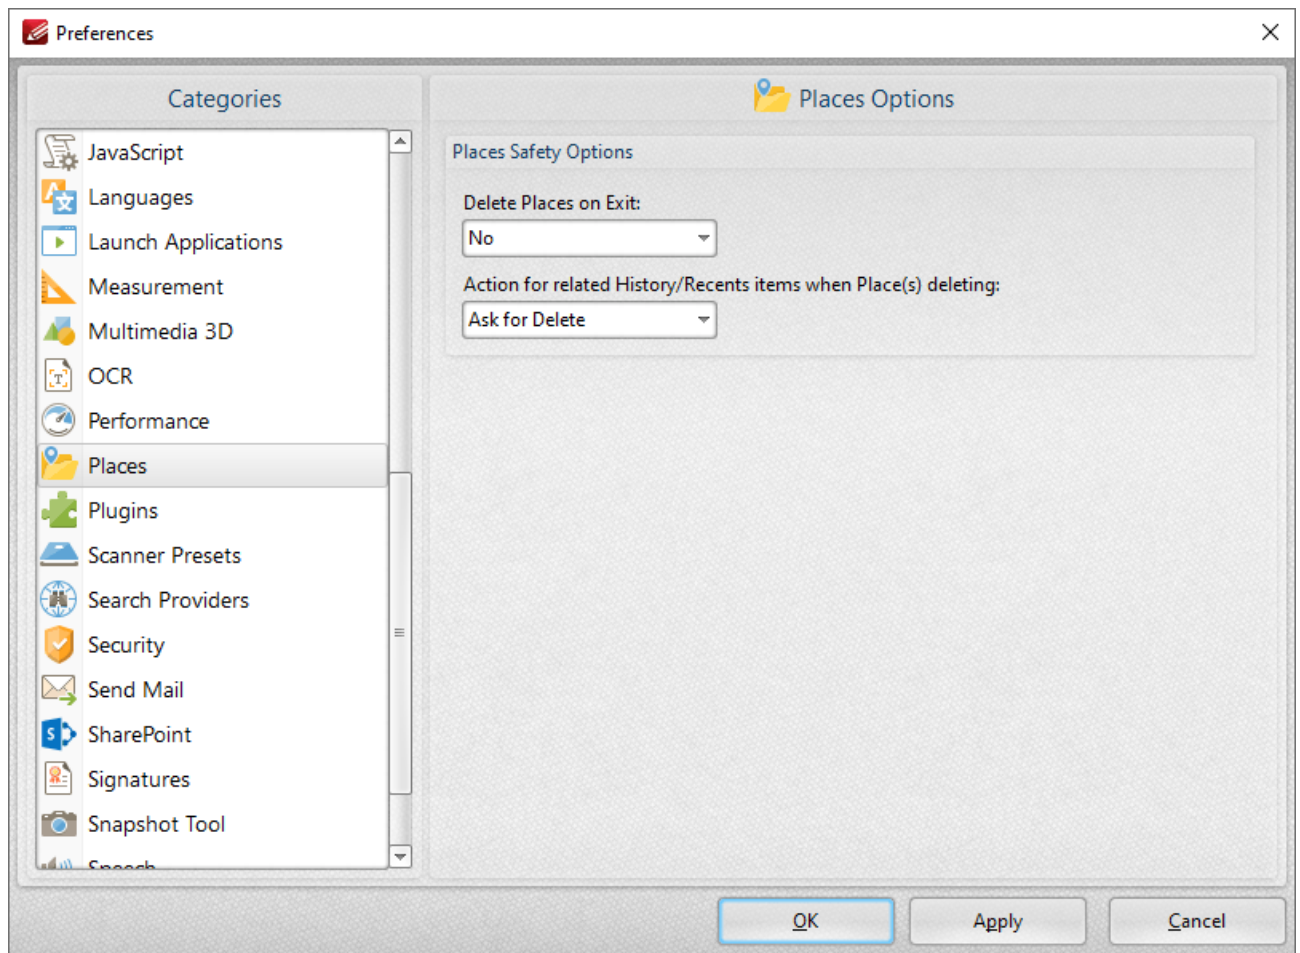 Preferences
Categories
JavaScript
Languages
Launch Applications
Measurement
Multimedia 3D
OCR
Performance
Places
Plugins
Scanner Presets
Search Providers
Security
Send Mail
SharePoint
Signatures
Snapshot Tool
Speech
Places Options
Places Safety Options
Delete Places on Exit:
No
Action for related History/Recents items when Place(s) deleting:
Ask for Delete
OK
Apply
Cancel